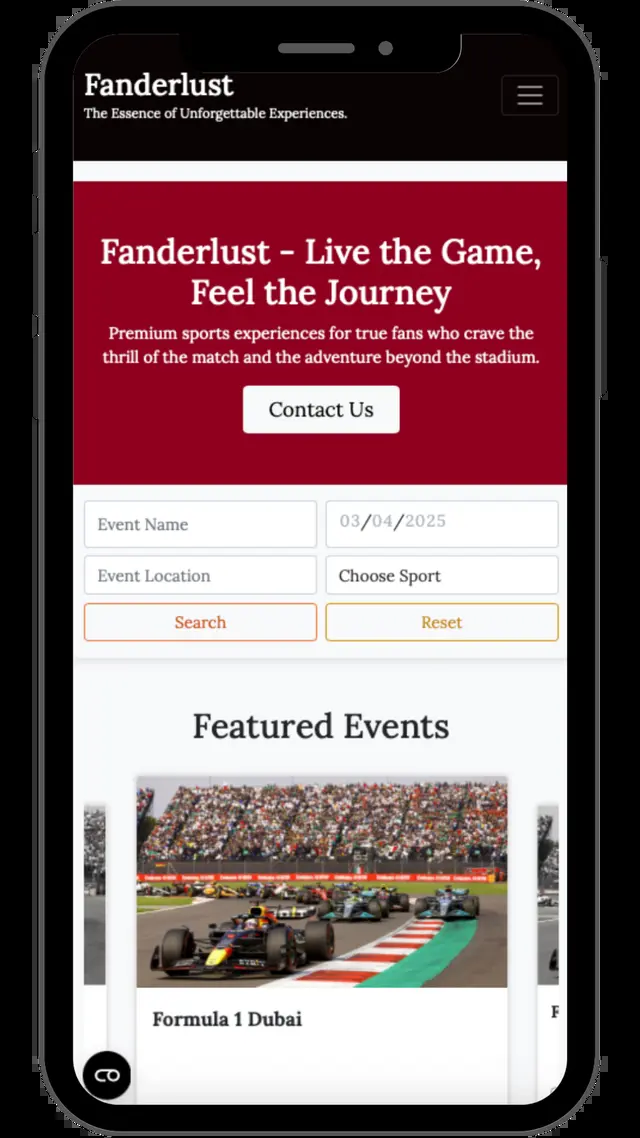 Fanderlust
The Essence of Unforgettable Experiences.
Fanderlust - Live the Game,
Feel the Journey
Premium sports experiences for true fans who crave the
thrill of the match and the adventure beyond the stadium.
Contact Us
Event Name
03/04/2025
Event Location
Choose Sport
Search
Reset
Featured Events
Formula 1 Dubai
F